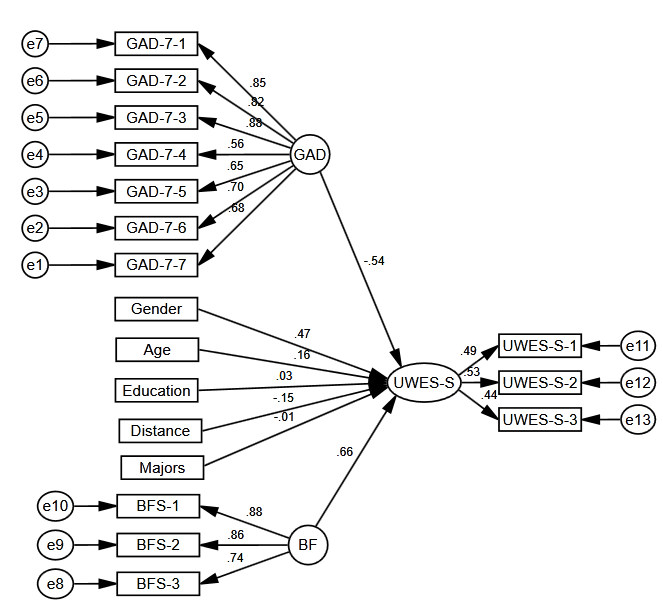 e7 GAD-7-1
.85
e6 GAD-7-2
.82
e5 GAD-7-3
.88
e4 GAD-7-4
.56
GAD
e3 GAD-7-5
.65
e2 GAD-7-6
.70
e1 GAD-7-7
.68
-.54
Gender
.47
Age
.16
Education
.03
Distance
-.15
Majors
-.01
UWES-S
.49
UWES-S-1 e11
.53
UWES-S-2 e12
.44
UWES-S-3 e13
.66
e10 BFS-1
.88
e9 BFS-2
.86
BF
e8 BFS-3
.74